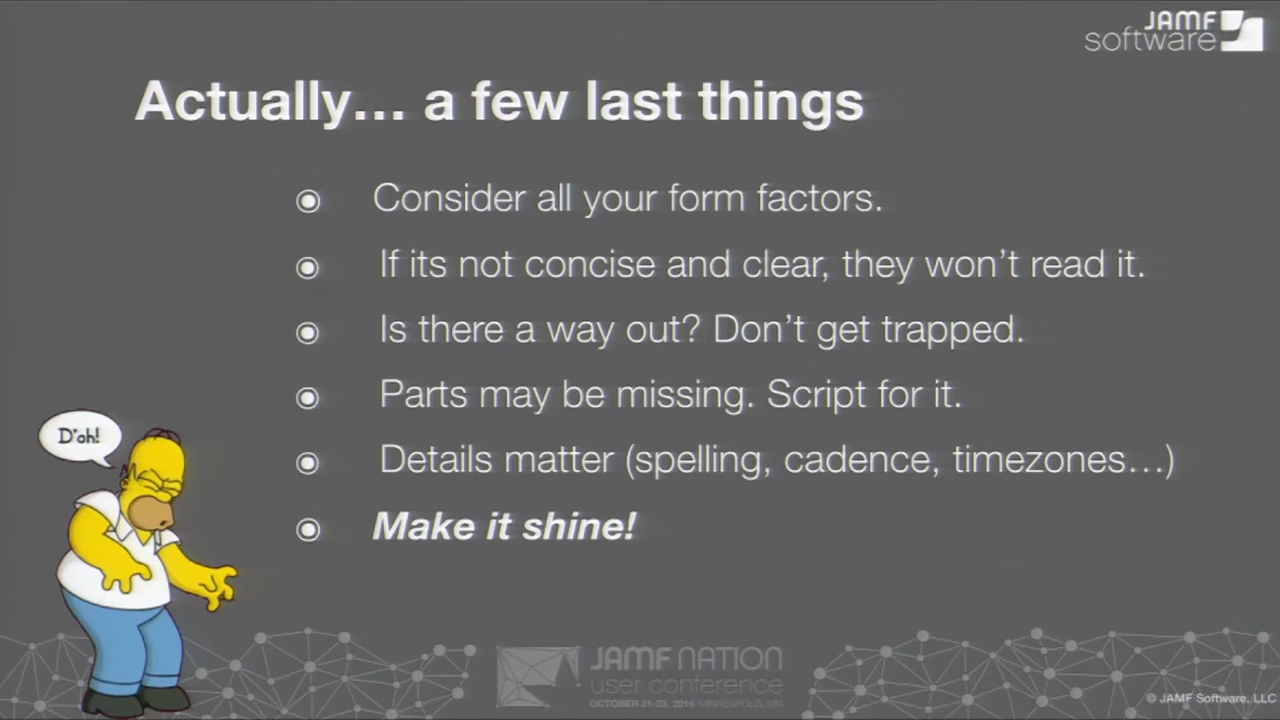 JAMF
software
Actually… a few last things
Consider all your form factors.
If its not concise and clear, they won’t read it.
Is there a way out? Don’t get trapped.
Parts may be missing. Script for it.
Details matter (spelling, cadence, timezones…)
Make it shine!
D'oh!
JAMF NATION
user conference
OCTOBER 21-23, 2014 MINNEAPOLIS, MN
© JAMF Software, LLC